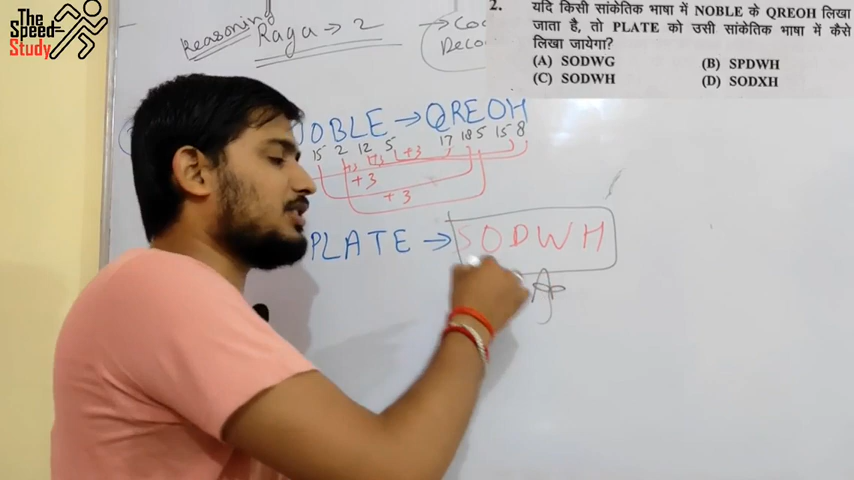 The
Speed-
Study
Reasoning
Raga → 2
2. यदि किसी सांकेतिक भाषा में NOBLE के QREOH लिखा
जाता है, तो PLATE को उसी सांकेतिक भाषा में कैसे
लिखा जायेगा?
(A) SODWG (B) SPDWH
(C) SODWH (D) SODXH
OBLE → QREOH
15 2 12 5 17 18 5 15 8
+3
+3
+3
PLATE → SODWH